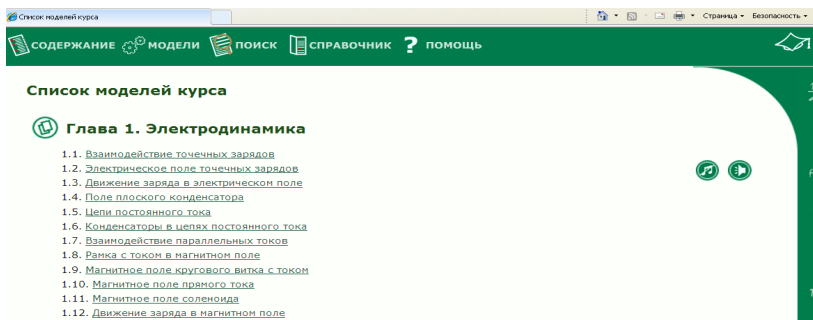 Список моделей курса
Страница Безопасность
СОДЕРЖАНИЕ МОДЕЛИ ПОИСК СПРАВОЧНИК ? ПОМОЩЬ
Список моделей курса
Глава 1. Электродинамика
1.1. Взаимодействие точечных зарядов
1.2. Электрическое поле точечных зарядов
1.3. Движение заряда в электрическом поле
1.4. Поле плоского конденсатора
1.5. Цепи постоянного тока
1.6. Конденсаторы в цепях постоянного тока
1.7. Взаимодействие параллельных токов
1.8. Рамка с током в магнитном поле
1.9. Магнитное поле кругового витка с током
1.10. Магнитное поле прямого тока
1.11. Магнитное поле соленоида
1.12. Движение заряда в магнитном поле